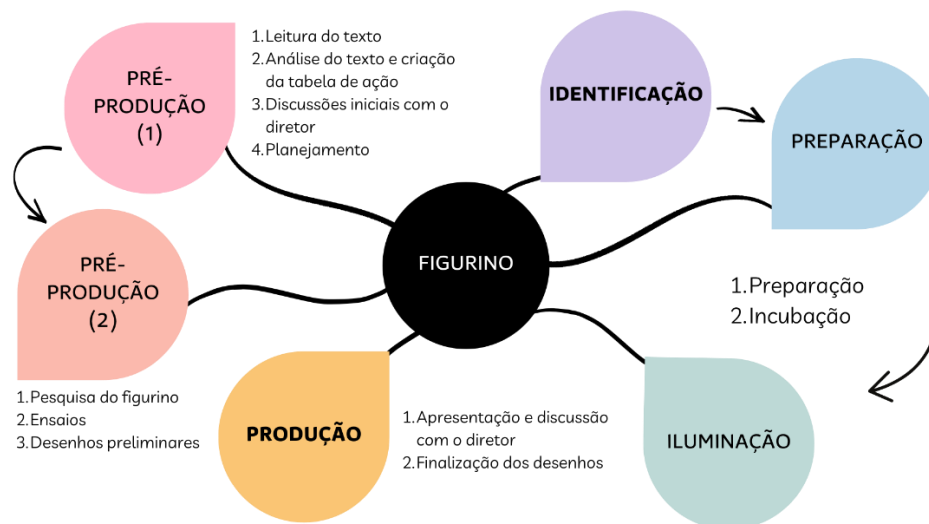 PRÉ-
PRODUÇÃO
(1)
1.Leitura do texto
2.Análise do texto e criação
da tabela de ação
3.Discussões iniciais com o
diretor
4.Planejamento
IDENTIFICAÇÃO
PREPARAÇÃO
PRÉ-
PRODUÇÃO
(2)
FIGURINO
1.Preparação
2.Incubação
1.Pesquisa do figurino
2.Ensaios
3.Desenhos preliminares
PRODUÇÃO
1.Apresentação e discussão
com o diretor
2.Finalização dos desenhos
ILUMINAÇÃO